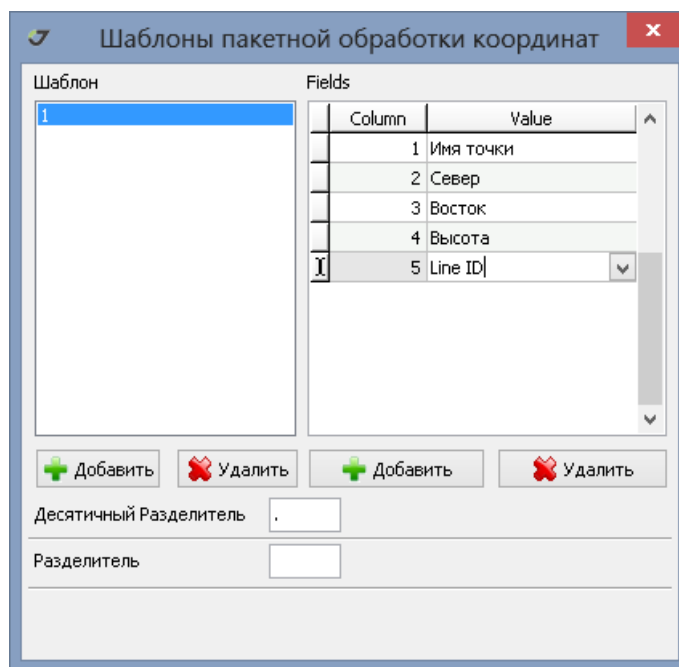 Шаблоны пакетной обработки координат
Шаблон
Fields
1
Column Value
1 Имя точки
2 Север
3 Восток
4 Высота
5 Line ID
Добавить Удалить Добавить Удалить
Десятичный Разделитель .
Разделитель